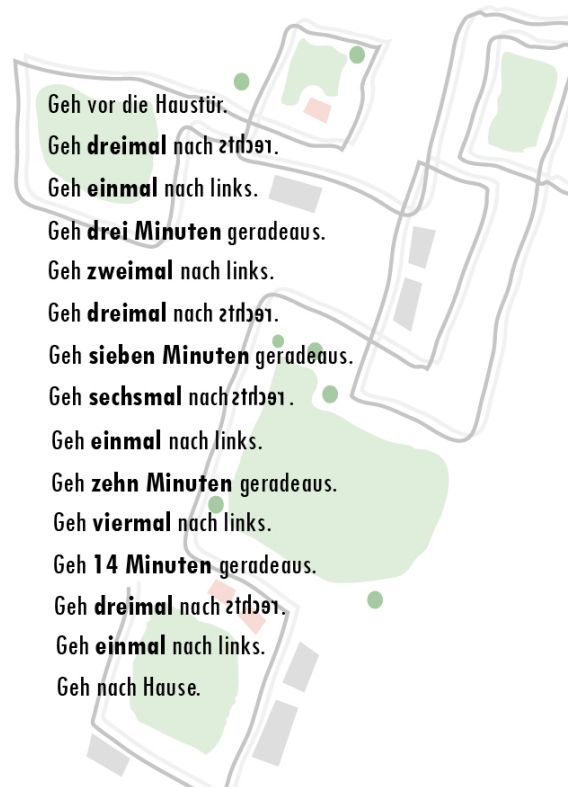 Geh vor die Haustür.
Geh dreimal nach rechts.
Geh einmal nach links.
Geh drei Minuten geradeaus.
Geh zweimal nach links.
Geh dreimal nach rechts.
Geh sieben Minuten geradeaus.
Geh sechsmal nach rechts.
Geh einmal nach links.
Geh zehn Minuten geradeaus.
Geh viermal nach links.
Geh 14 Minuten geradeaus.
Geh dreimal nach rechts.
Geh einmal nach links.
Geh nach Hause.